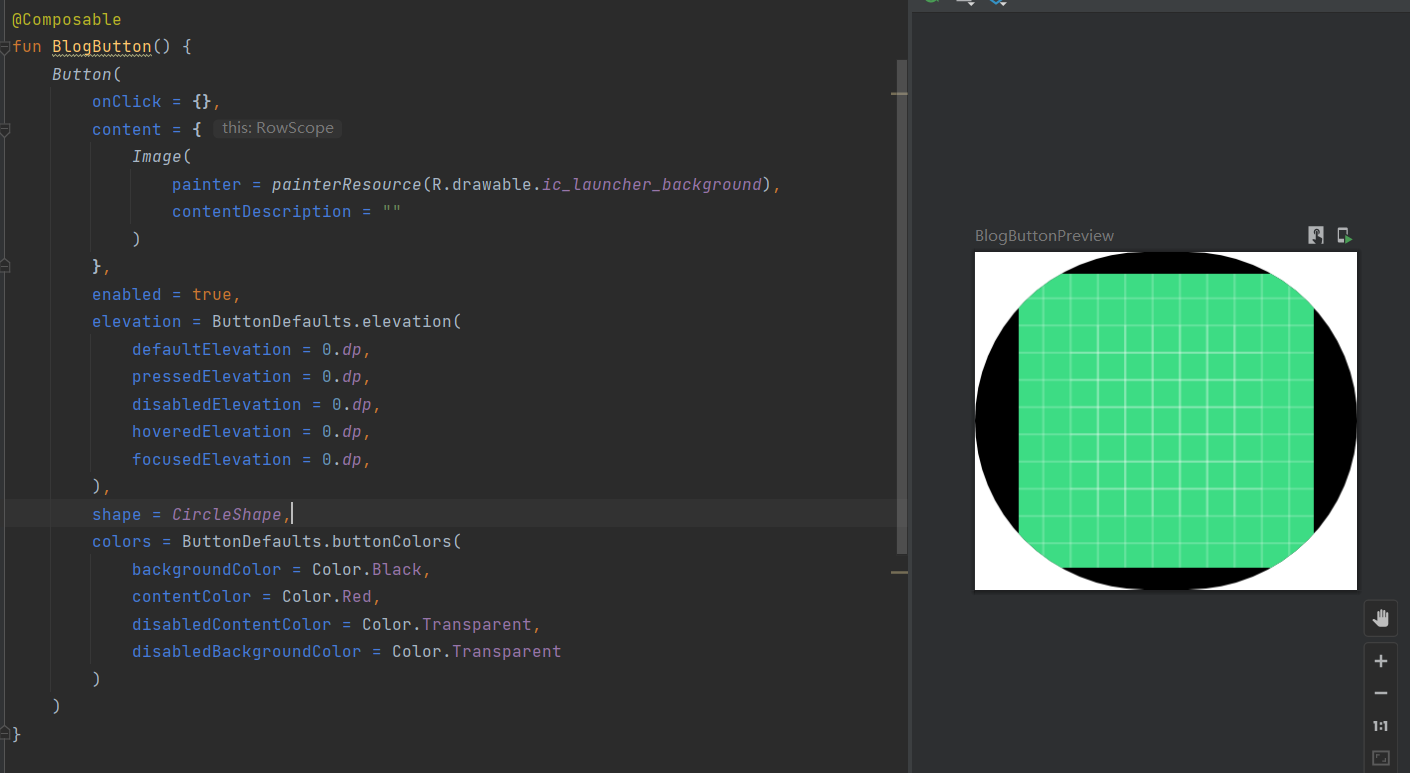 @Composable
fun BlogButton() {
    Button(
        onClick = {},
        content = { this: RowScope
            Image(
                painter = painterResource(R.drawable.ic_launcher_background),
                contentDescription = ""
            )
        },
        enabled = true,
        elevation = ButtonDefaults.elevation(
            defaultElevation = 0.dp,
            pressedElevation = 0.dp,
            disabledElevation = 0.dp,
            hoveredElevation = 0.dp,
            focusedElevation = 0.dp,
        ),
        shape = CircleShape,
        colors = ButtonDefaults.buttonColors(
            backgroundColor = Color.Black,
            contentColor = Color.Red,
            disabledContentColor = Color.Transparent,
            disabledBackgroundColor = Color.Transparent
        )
    )
}
BlogButtonPreview
1:1